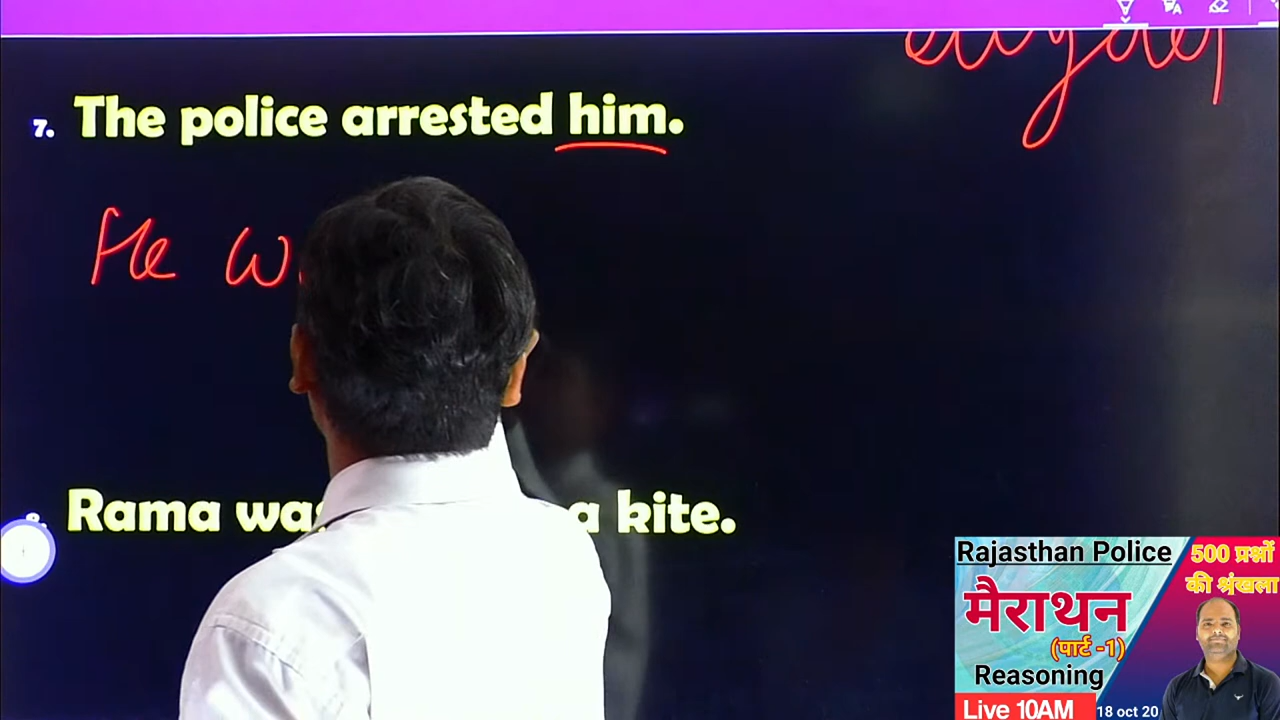 7. The police arrested him.
He w
Rama was a kite.
Rajasthan Police
500 प्रश्नों
की श्रृंखला
मैराथन
(पार्ट -1)
Reasoning
Live 10AM
18 oct 20